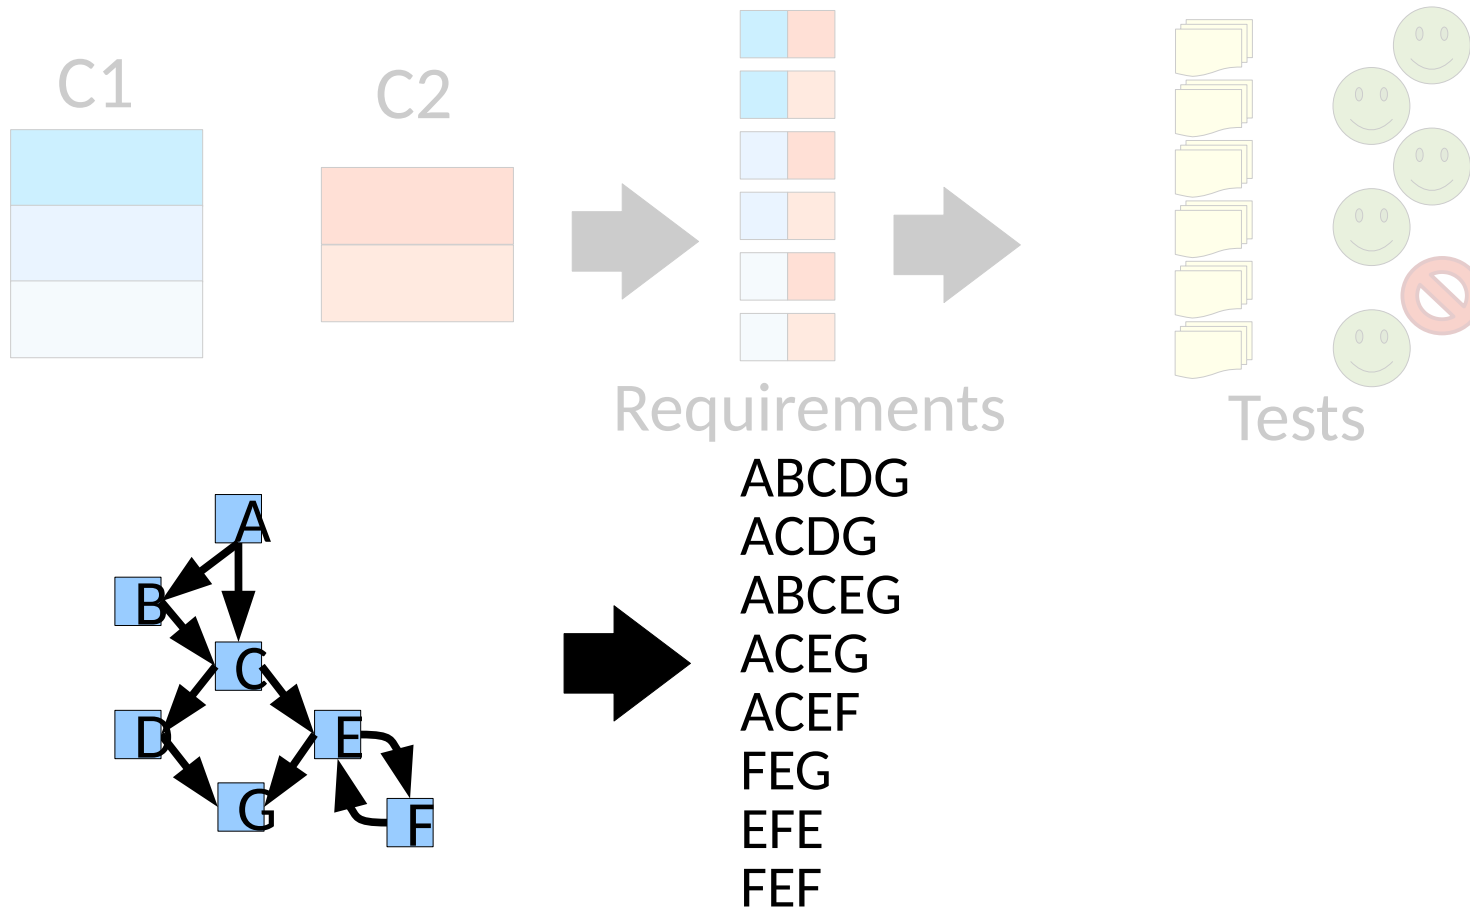 C1
C2
Requirements
Tests
A
B
C
D
E
G
F
ABCDG
ACDG
ABCEG
ACEG
ACEF
FEG
EFE
FEF